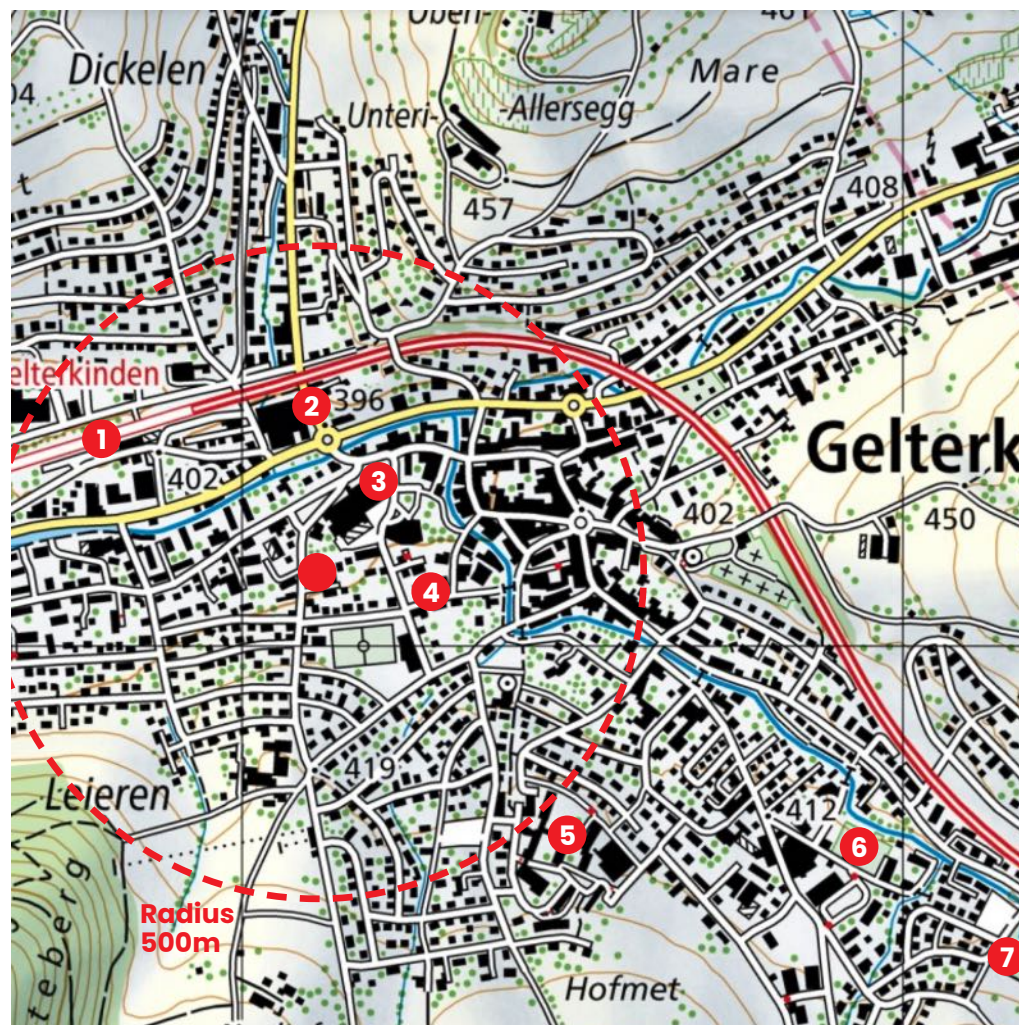 Oberi-
461
Dickelen
Mare
04
Unteri-
-Allersegg
t
408
457
elterkinden
2
396
1
Gelterk
3
402
402
450
4
419
Leieren
412
5
6
Radius
500m
7
teberg
Hofmet